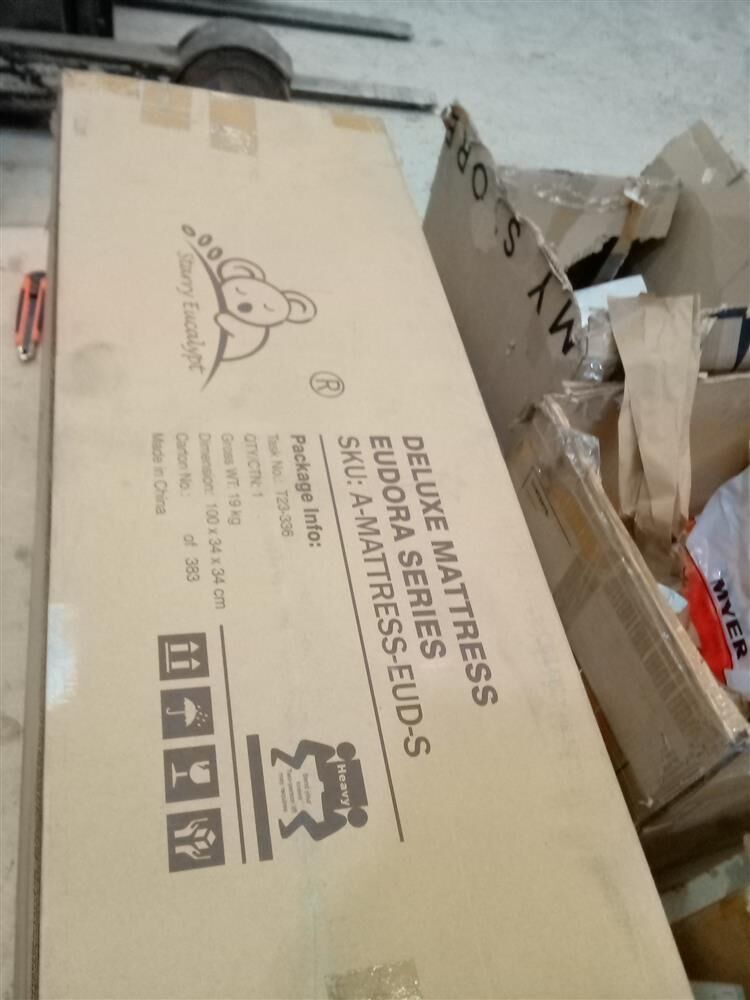 Starry Eucalypt
®
DELUXE MATTRESS
EUDORA SERIES
SKU: A-MATTRESS-EUD-S
Package Info:
Task No.: T23-336
QTY/CTN: 1
Gross WT: 19 kg
Dimension: 100 x 34 x 34 cm
Carton No.: of 383
Made in China
Heavy
MY STORE
MYER